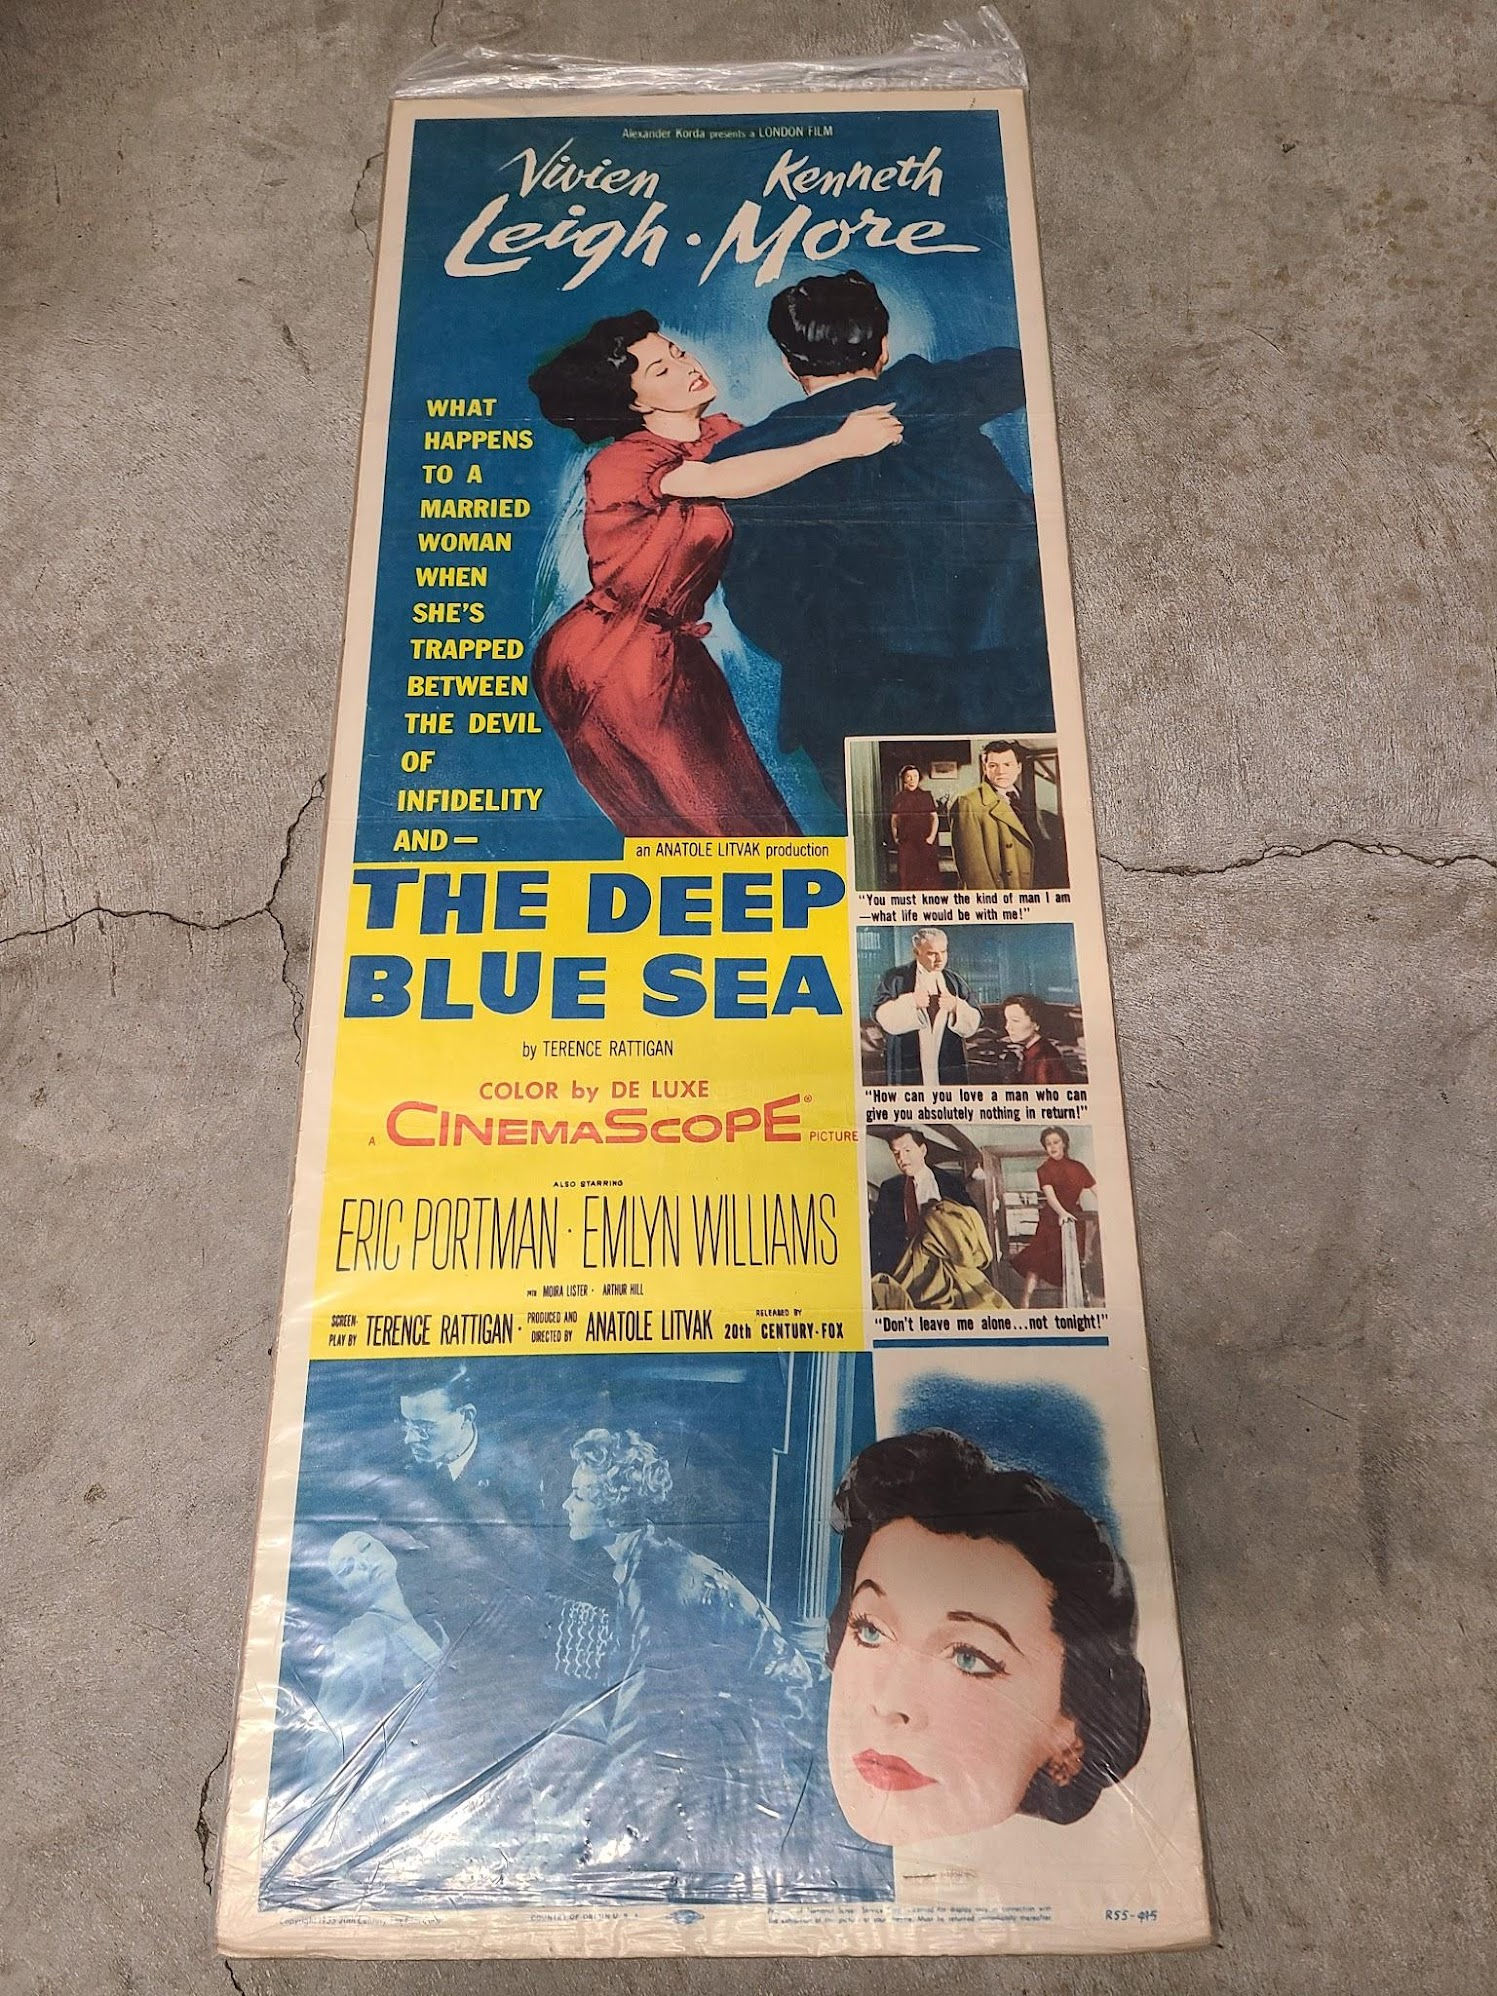 Alexander Korda presents a LONDON FILM
Vivien Kenneth
Leigh · More
WHAT
HAPPENS
TO A
MARRIED
WOMAN
WHEN
SHE'S
TRAPPED
BETWEEN
THE DEVIL
OF
INFIDELITY
AND—
an ANATOLE LITVAK production
THE DEEP
BLUE SEA
by TERENCE RATTIGAN
COLOR by DE LUXE
A CINEMASCOPE® PICTURE
ALSO STARRING
ERIC PORTMAN · EMLYN WILLIAMS
WITH MOIRA LISTER · ARTHUR HILL
SCREEN-
PLAY BY TERENCE RATTIGAN ·
PRODUCED AND
DIRECTED BY ANATOLE LITVAK
RELEASED BY
20th CENTURY-FOX
"You must know the kind of man I am
—what life would be with me!"
"How can you love a man who can
give you absolutely nothing in return!"
"Don't leave me alone...not tonight!"
COUNTRY OF ORIGIN U.S.A.
R55-415